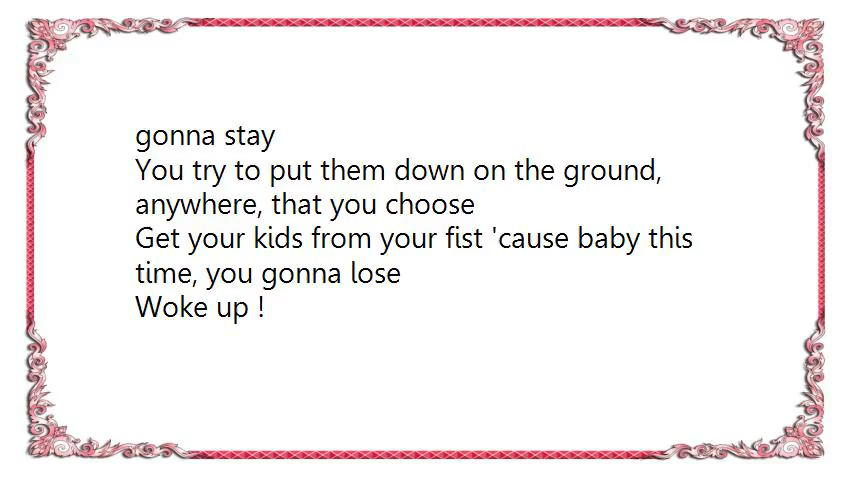 gonna stay
You try to put them down on the ground,
anywhere, that you choose
Get your kids from your fist 'cause baby this
time, you gonna lose
Woke up !